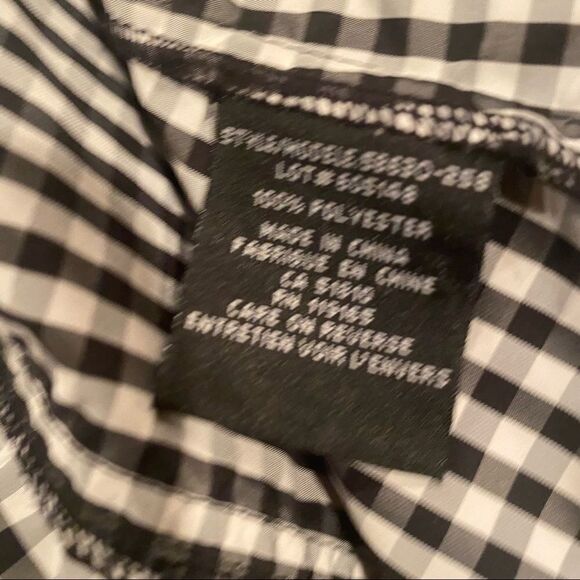 STYLE/MODELE
LOT #
100% POLYESTER
MADE IN CHINA
FABRIQUE EN CHINE
CA
RN
CARE ON REVERSE
ENTRETIEN VOIR L'ENVERS